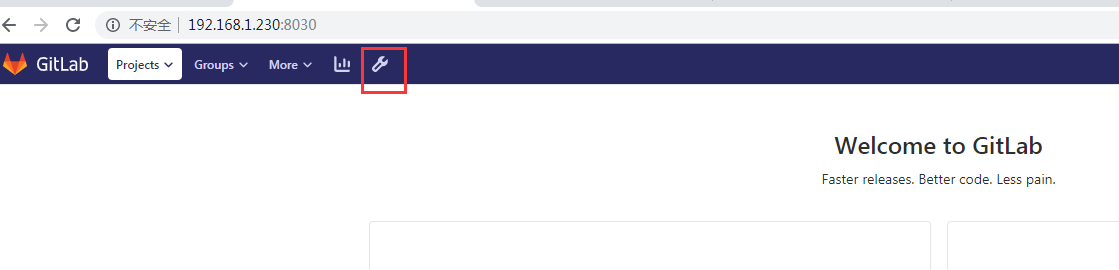 不安全 192.168.1.230:8030
GitLab Projects Groups More
Welcome to GitLab
Faster releases. Better code. Less pain.